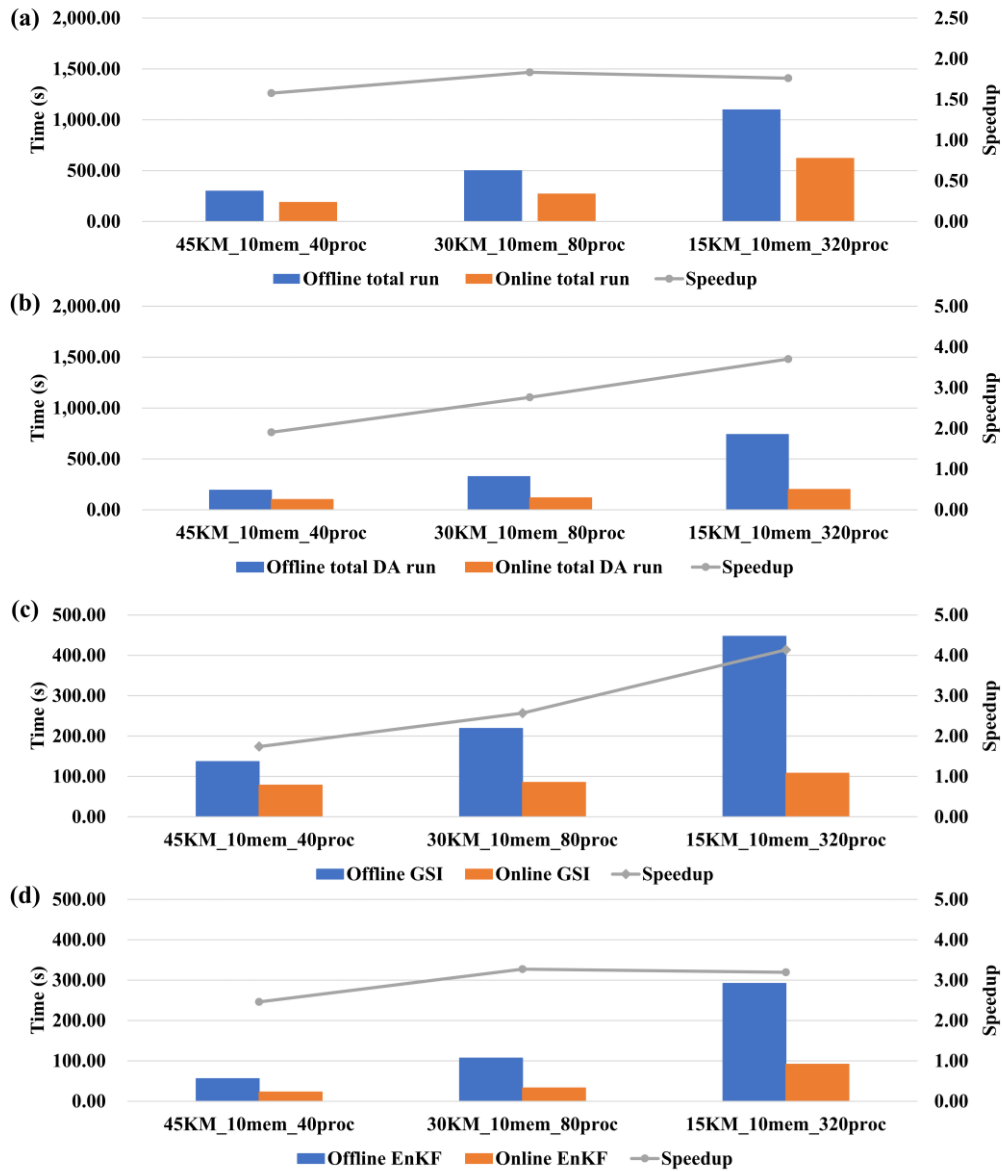 (a)
2,000.00 2.50
1,500.00 2.00
1,000.00 1.50
500.00 1.00
0.00 0.50
0.00
Time (s)
Speedup
45KM_10mem_40proc 30KM_10mem_80proc 15KM_10mem_320proc
Offline total run Online total run Speedup
(b)
2,000.00 5.00
1,500.00 4.00
1,000.00 3.00
500.00 2.00
0.00 1.00
0.00
Time (s)
Speedup
45KM_10mem_40proc 30KM_10mem_80proc 15KM_10mem_320proc
Offline total DA run Online total DA run Speedup
(c)
500.00 5.00
400.00 4.00
300.00 3.00
200.00 2.00
100.00 1.00
0.00 0.00
Time (s)
Speedup
45KM_10mem_40proc 30KM_10mem_80proc 15KM_10mem_320proc
Offline GSI Online GSI Speedup
(d)
500.00 5.00
400.00 4.00
300.00 3.00
200.00 2.00
100.00 1.00
0.00 0.00
Time (s)
Speedup
45KM_10mem_40proc 30KM_10mem_80proc 15KM_10mem_320proc
Offline EnKF Online EnKF Speedup